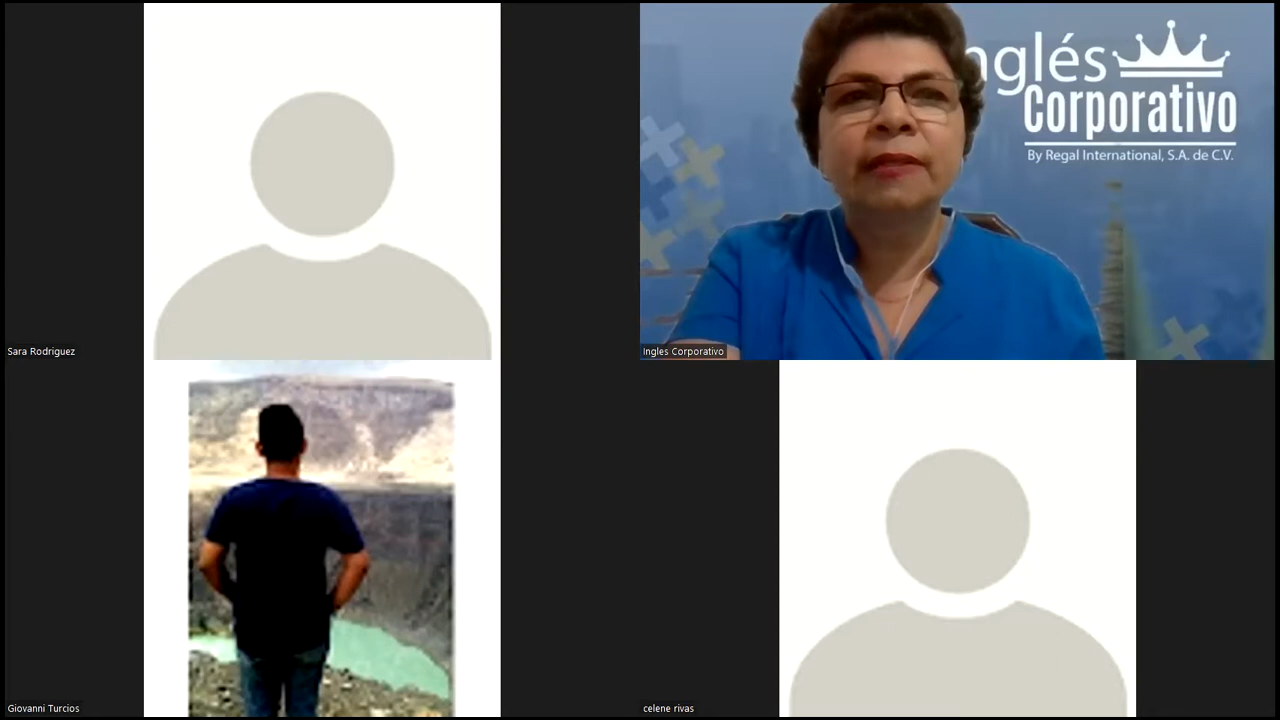 nglés
Corporativo
By Regal International, S.A. de C.V.
Sara Rodriguez
Ingles Corporativo
Giovanni Turcios
celene rivas